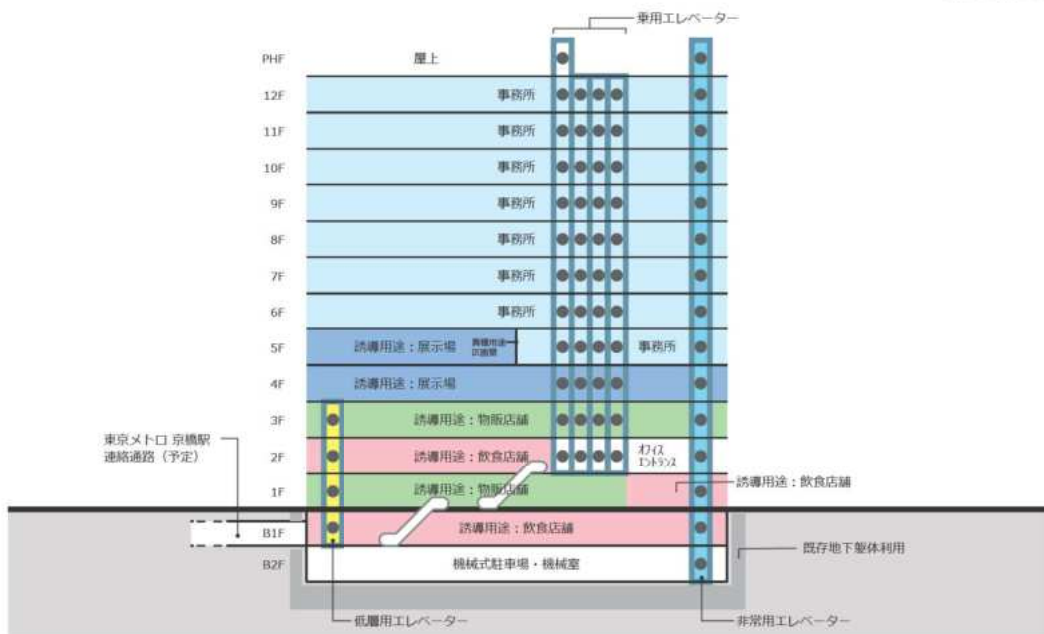 乗用エレベーター
PHF 屋上
12F 事務所
11F 事務所
10F 事務所
9F 事務所
8F 事務所
7F 事務所
6F 事務所
5F 誘導用途：展示場 異種用途 事務所
区画壁
4F 誘導用途：展示場
3F 誘導用途：物販店舗
東京メトロ 京橋駅
連絡通路（予定）
2F 誘導用途：飲食店舗 オフィス
エントランス
1F 誘導用途：物販店舗 誘導用途：飲食店舗
B1F 誘導用途：飲食店舗
既存地下躯体利用
B2F 機械式駐車場・機械室
低層用エレベーター 非常用エレベーター